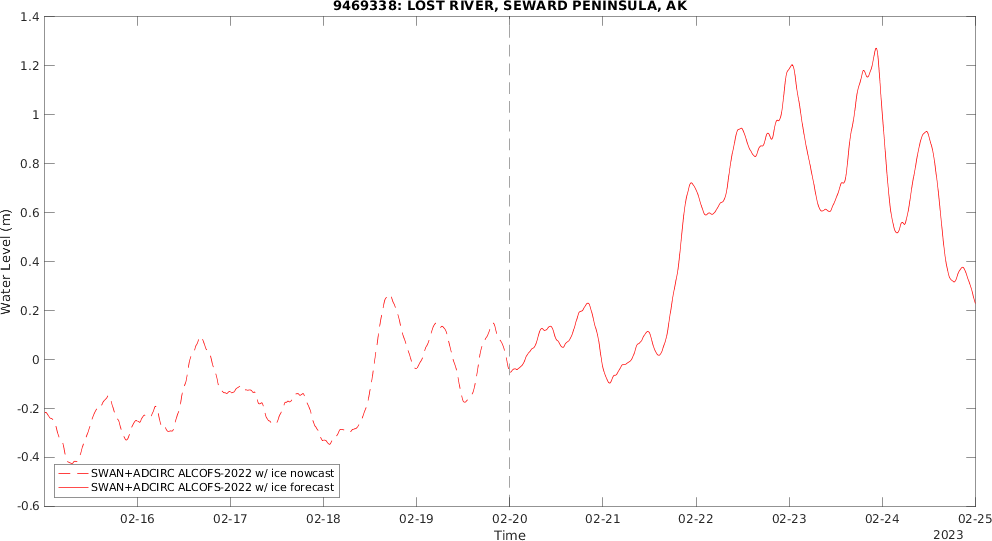 9469338: LOST RIVER, SEWARD PENINSULA, AK
1.4
1.2
1
0.8
0.6
0.4
0.2
0
-0.2
-0.4
-0.6
Water Level (m)
SWAN+ADCIRC ALCOFS-2022 w/ ice nowcast
SWAN+ADCIRC ALCOFS-2022 w/ ice forecast
02-16 02-17 02-18 02-19 02-20 02-21 02-22 02-23 02-24 02-25
Time
2023